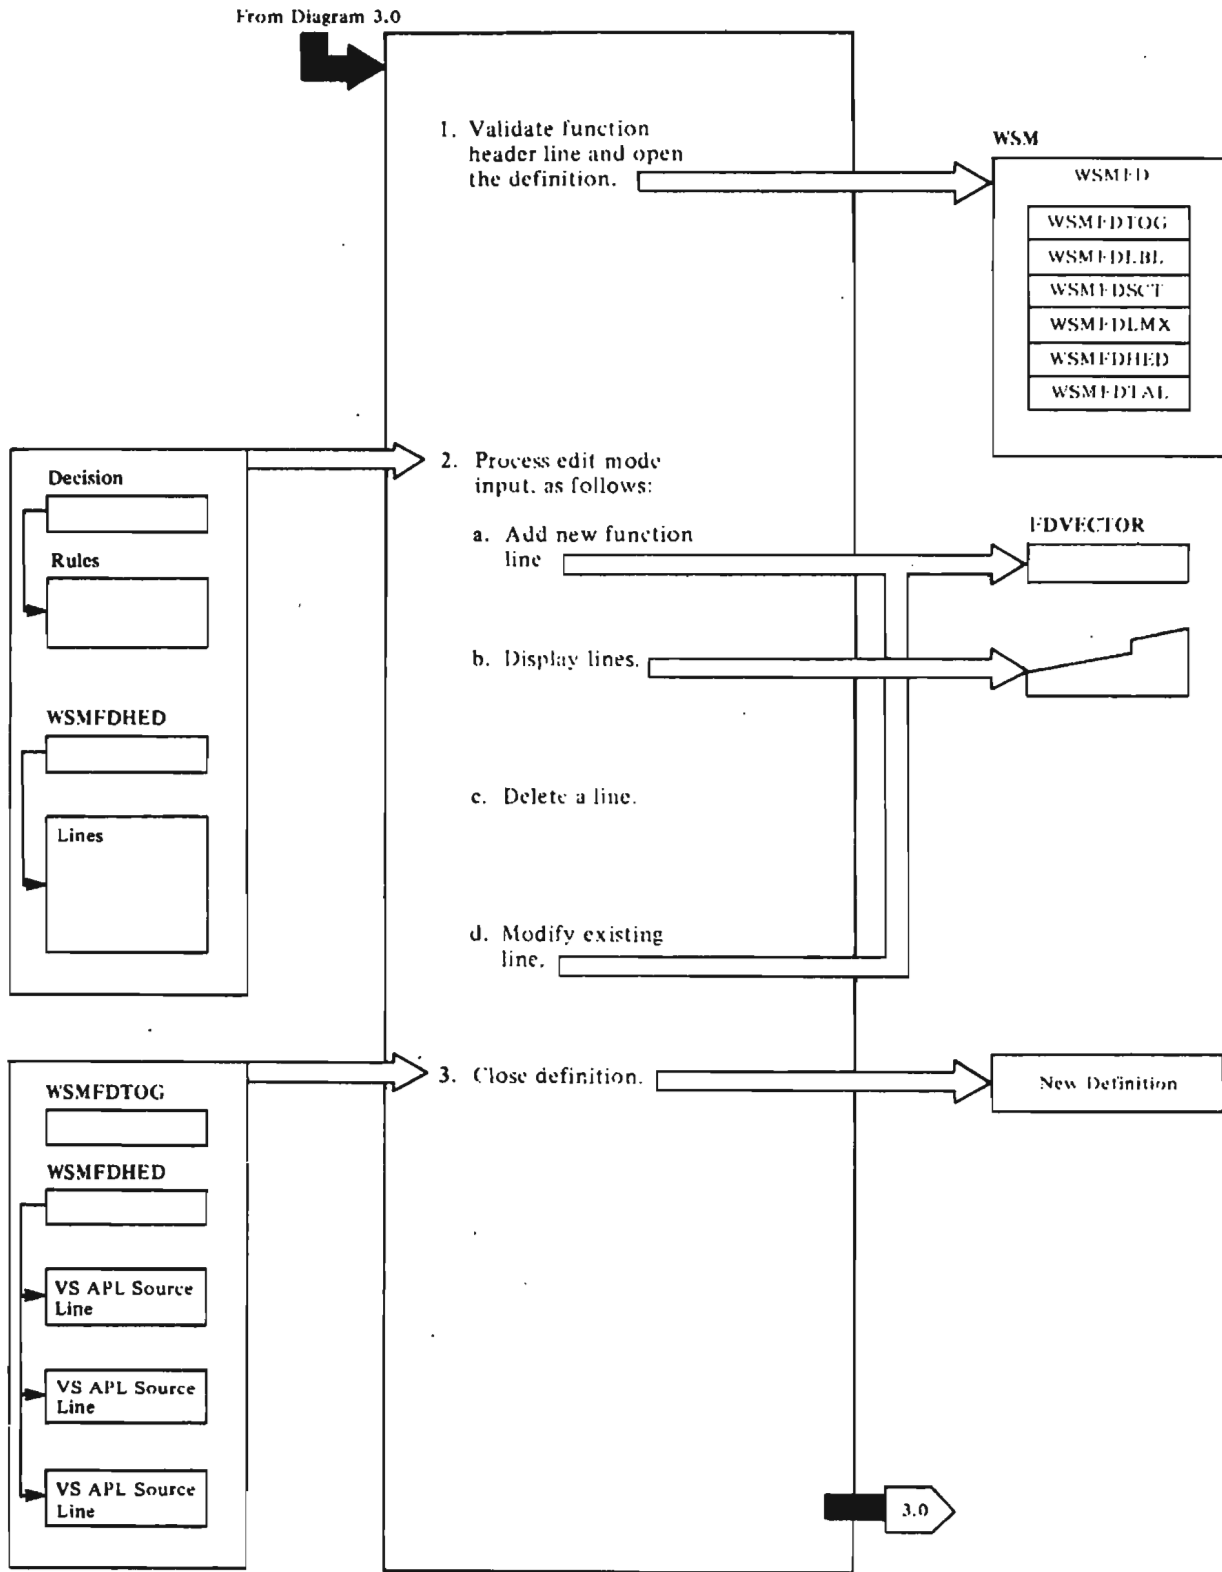 From Diagram 3.0
1. Validate function
header line and open
the definition.
WSM
WSMFD
WSMFDTOG
WSMFDLBL
WSMFDSCT
WSMFDLMX
WSMFDHED
WSMFDTAL
Decision
Rules
WSMFDHED
Lines
2. Process edit mode
input, as follows:
a. Add new function
line
FDVECTOR
b. Display lines.
c. Delete a line.
d. Modify existing
line.
WSMFDTOG
WSMFDHED
VS APL Source
Line
VS APL Source
Line
VS APL Source
Line
3. Close definition.
New Definition
3.0